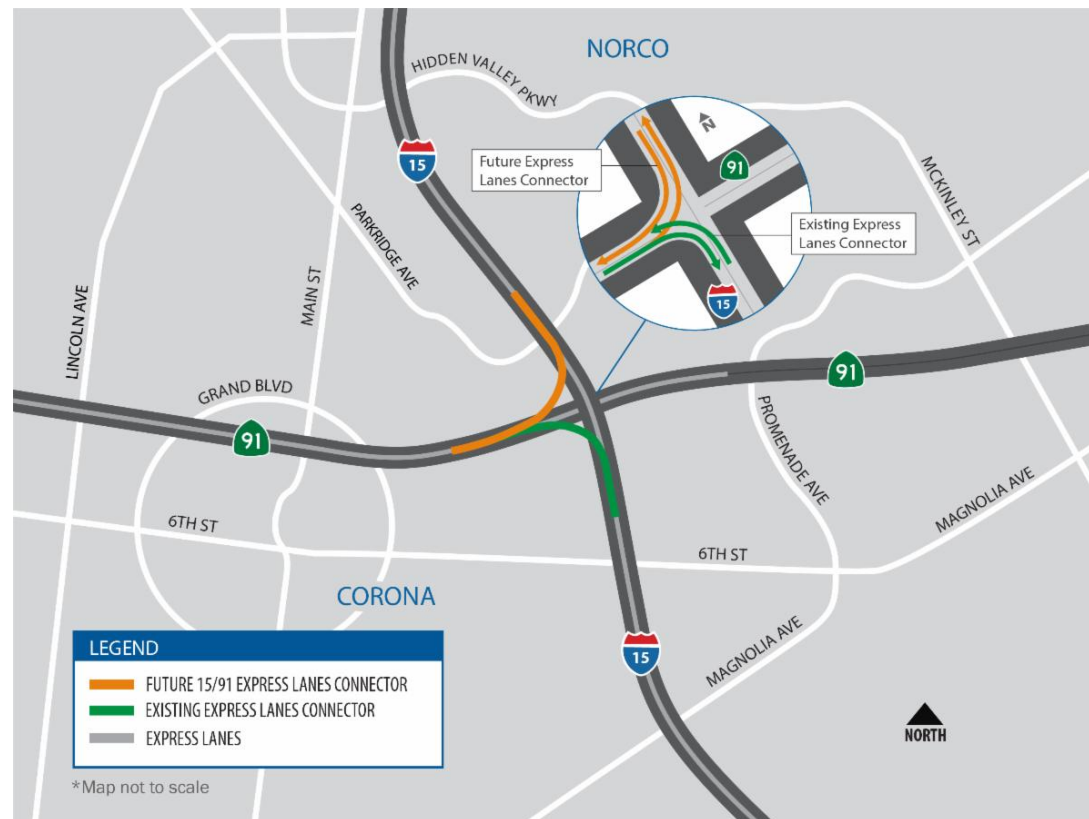 NORCO
HIDDEN VALLEY PKWY
15
N
Future Express
Lanes Connector
91
MCKINLEY ST
Existing Express
Lanes Connector
15
PARKRIDGE AVE
MAIN ST
LINCOLN AVE
GRAND BLVD
91
91
PROMENADE AVE
MAGNOLIA AVE
6TH ST
6TH ST
CORONA
15
MAGNOLIA AVE
LEGEND
FUTURE 15/91 EXPRESS LANES CONNECTOR
EXISTING EXPRESS LANES CONNECTOR
EXPRESS LANES
NORTH
*Map not to scale